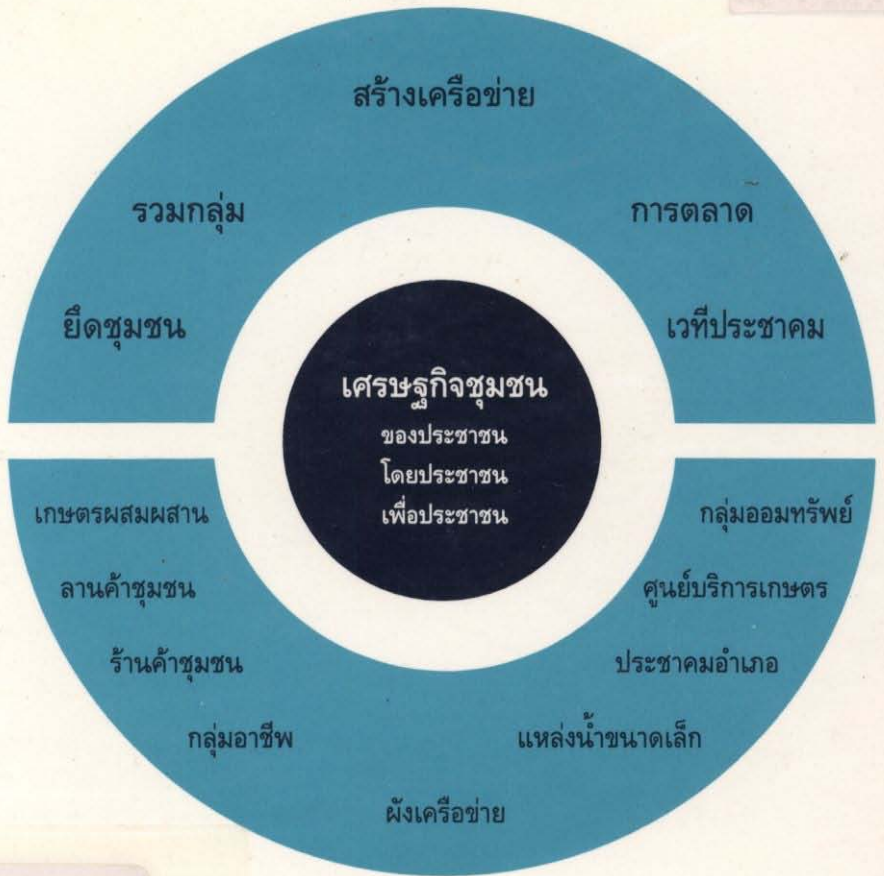 สร้างเครือข่าย
รวมกลุ่ม
การตลาด
ยึดชุมชน
เวทีประชาคม
เศรษฐกิจชุมชน
ของประชาชน
โดยประชาชน
เพื่อประชาชน
เกษตรผสมผสาน
กลุ่มออมทรัพย์
ลานค้าชุมชน
ศูนย์บริการเกษตร
ร้านค้าชุมชน
ประชาคมอำเภอ
กลุ่มอาชีพ
แหล่งน้ำขนาดเล็ก
ผังเครือข่าย